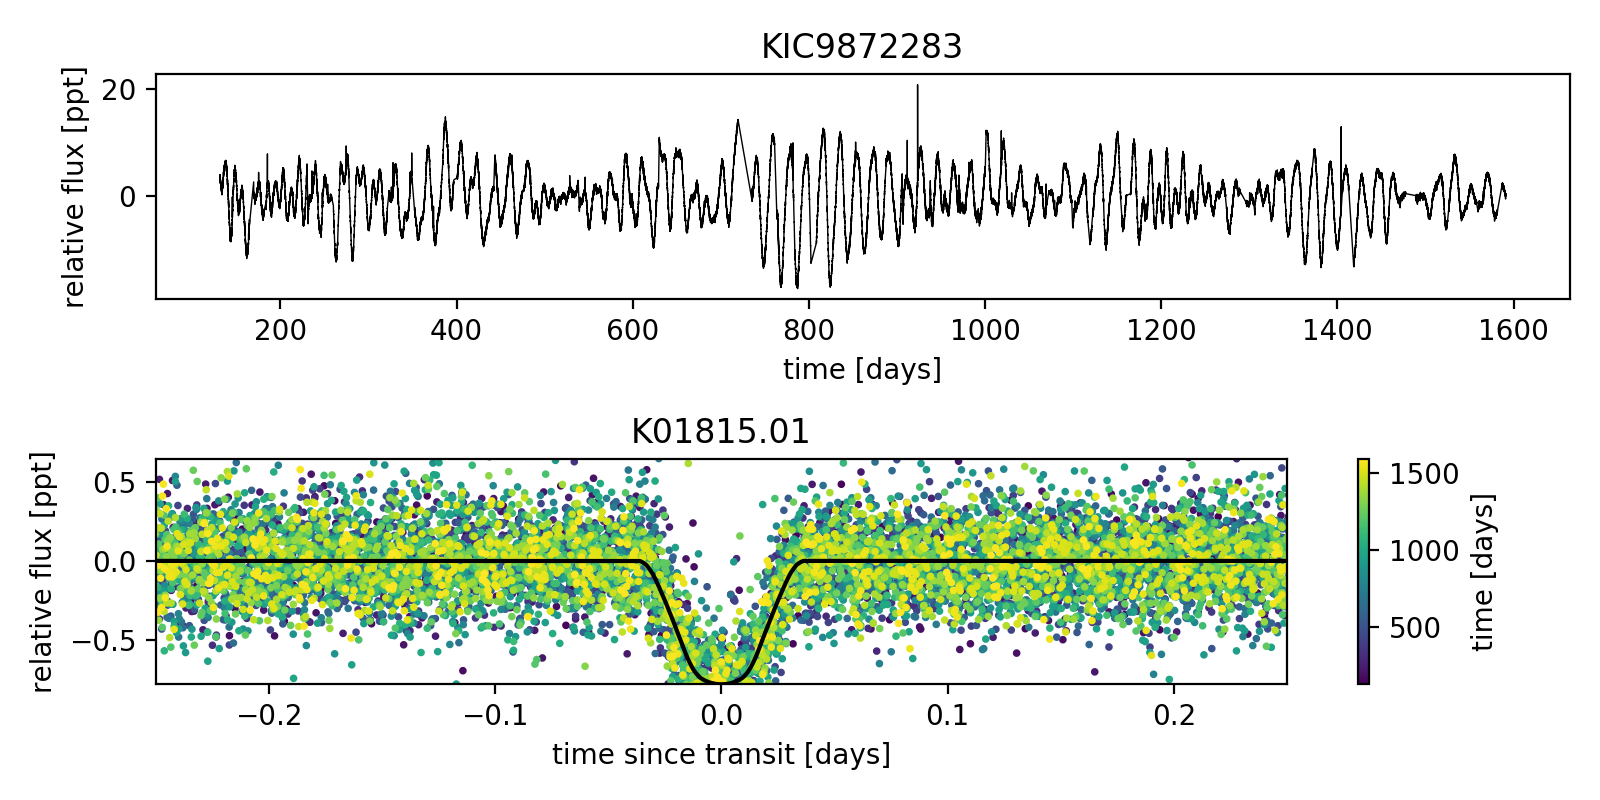 KIC9872283
relative flux [ppt]
20
0
200 400 600 800 1000 1200 1400 1600
time [days]
K01815.01
relative flux [ppt]
0.5
0.0
−0.5
−0.2 −0.1 0.0 0.1 0.2
time since transit [days]
1500
1000
500
time [days]